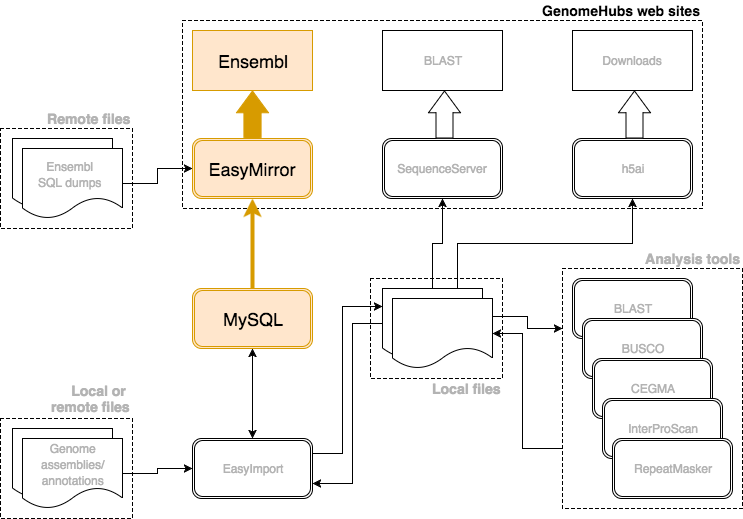 GenomeHubs web sites
Ensembl
BLAST
Downloads
Remote files
Ensembl
SQL dumps
EasyMirror
SequenceServer
h5ai
Analysis tools
MySQL
BLAST
BUSCO
CEGMA
InterProScan
RepeatMasker
Local files
Local or
remote files
Genome
assemblies/
annotations
EasyImport